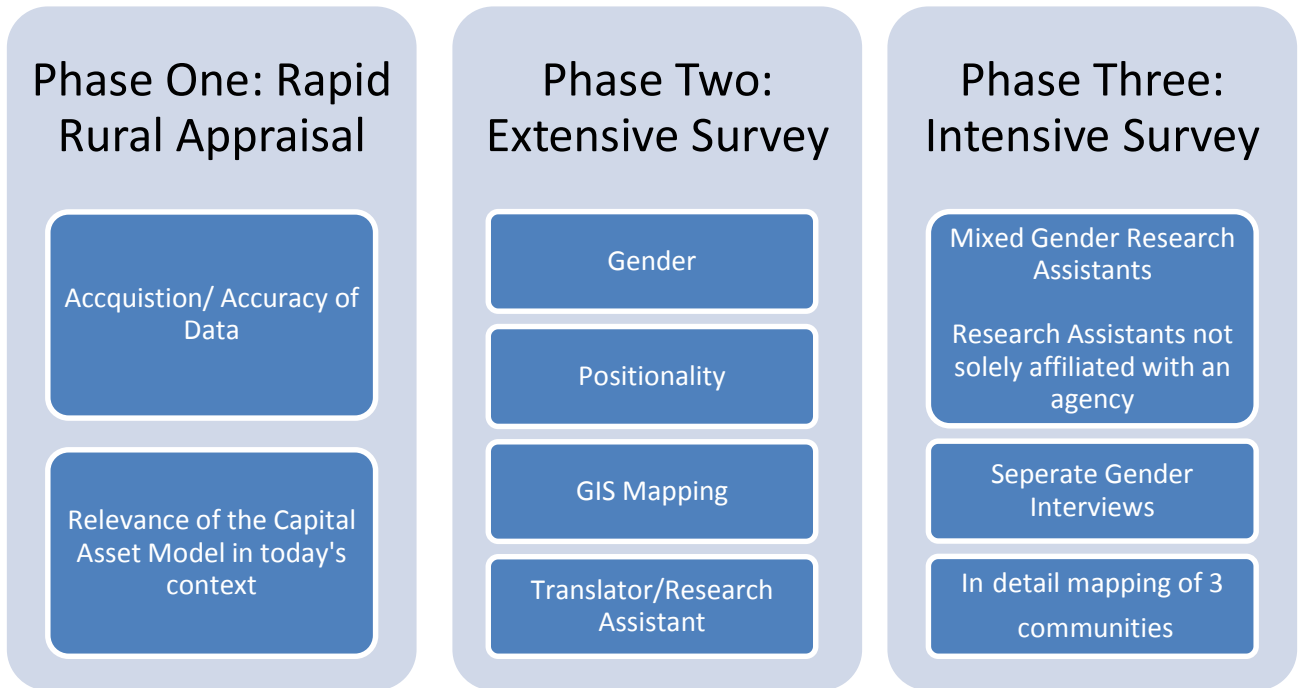 Phase One: Rapid
Rural Appraisal
Accquistion/ Accuracy of
Data
Relevance of the Capital
Asset Model in today's
context
Phase Two:
Extensive Survey
Gender
Positionality
GIS Mapping
Translator/Research
Assistant
Phase Three:
Intensive Survey
Mixed Gender Research
Assistants
Research Assistants not
solely affiliated with an
agency
Seperate Gender
Interviews
In detail mapping of 3
communities